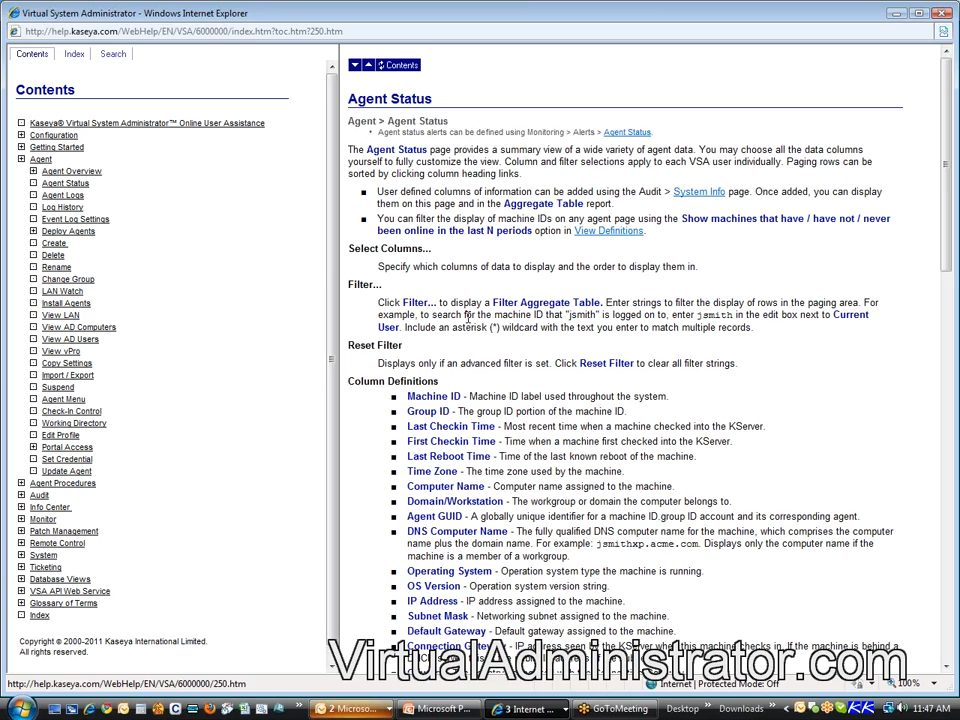 Virtual System Administrator - Windows Internet Explorer
http://help.kaseya.com/WebHelp/EN/VSA/6000000/index.htm?toc.htm?250.htm
Contents Index Search
Contents
Kaseya® Virtual System Administrator™ Online User Assistance
Configuration
Getting Started
Agent
Agent Overview
Agent Status
Agent Logs
Log History
Event Log Settings
Deploy Agents
Create
Delete
Rename
Change Group
LAN Watch
Install Agents
View LAN
View AD Computers
View AD Users
View vPro
Copy Settings
Import / Export
Suspend
Agent Menu
Check-In Control
Working Directory
Edit Profile
Portal Access
Set Credential
Update Agent
Agent Procedures
Audit
Info Center
Monitor
Patch Management
Remote Control
System
Ticketing
Database Views
VSA API Web Service
Glossary of Terms
Index
Copyright © 2000-2011 Kaseya International Limited.
All rights reserved.
Contents
Agent Status
Agent > Agent Status
• Agent status alerts can be defined using Monitoring > Alerts > Agent Status.
The Agent Status page provides a summary view of a wide variety of agent data. You may choose all the data columns
yourself to fully customize the view. Column and filter selections apply to each VSA user individually. Paging rows can be
sorted by clicking column heading links.
■ User defined columns of information can be added using the Audit > System Info page. Once added, you can display
them on this page and in the Aggregate Table report.
■ You can filter the display of machine IDs on any agent page using the Show machines that have / have not / never
been online in the last N periods option in View Definitions.
Select Columns...
Specify which columns of data to display and the order to display them in.
Filter...
Click Filter... to display a Filter Aggregate Table. Enter strings to filter the display of rows in the paging area. For
example, to search for the machine ID that "jsmith" is logged on to, enter jsmith in the edit box next to Current
User. Include an asterisk (*) wildcard with the text you enter to match multiple records.
Reset Filter
Displays only if an advanced filter is set. Click Reset Filter to clear all filter strings.
Column Definitions
■ Machine ID - Machine ID label used throughout the system.
■ Group ID - The group ID portion of the machine ID.
■ Last Checkin Time - Most recent time when a machine checked into the KServer.
■ First Checkin Time - Time when a machine first checked into the KServer.
■ Last Reboot Time - Time of the last known reboot of the machine.
■ Time Zone - The time zone used by the machine.
■ Computer Name - Computer name assigned to the machine.
■ Domain/Workstation - The workgroup or domain the computer belongs to.
■ Agent GUID - A globally unique identifier for a machine ID.group ID account and its corresponding agent.
■ DNS Computer Name - The fully qualified DNS computer name for the machine, which comprises the computer
name plus the domain name. For example: jsmithxp.acme.com. Displays only the computer name if the
machine is a member of a workgroup.
■ Operating System - Operation system type the machine is running.
■ OS Version - Operation system version string.
■ IP Address - IP address assigned to the machine.
■ Subnet Mask - Networking subnet assigned to the machine.
■ Default Gateway - Default gateway assigned to the machine.
■ Connection Gateway - IP address seen by the KServer when this machine checks in. If the machine is behind a
VirtualAdministrator.com
http://help.kaseya.com/WebHelp/EN/VSA/6000000/250.htm
Internet | Protected Mode: Off
100%
2 Microso...
Microsoft P...
3 Internet ...
GoToMeeting
Desktop
Downloads
11:47 AM